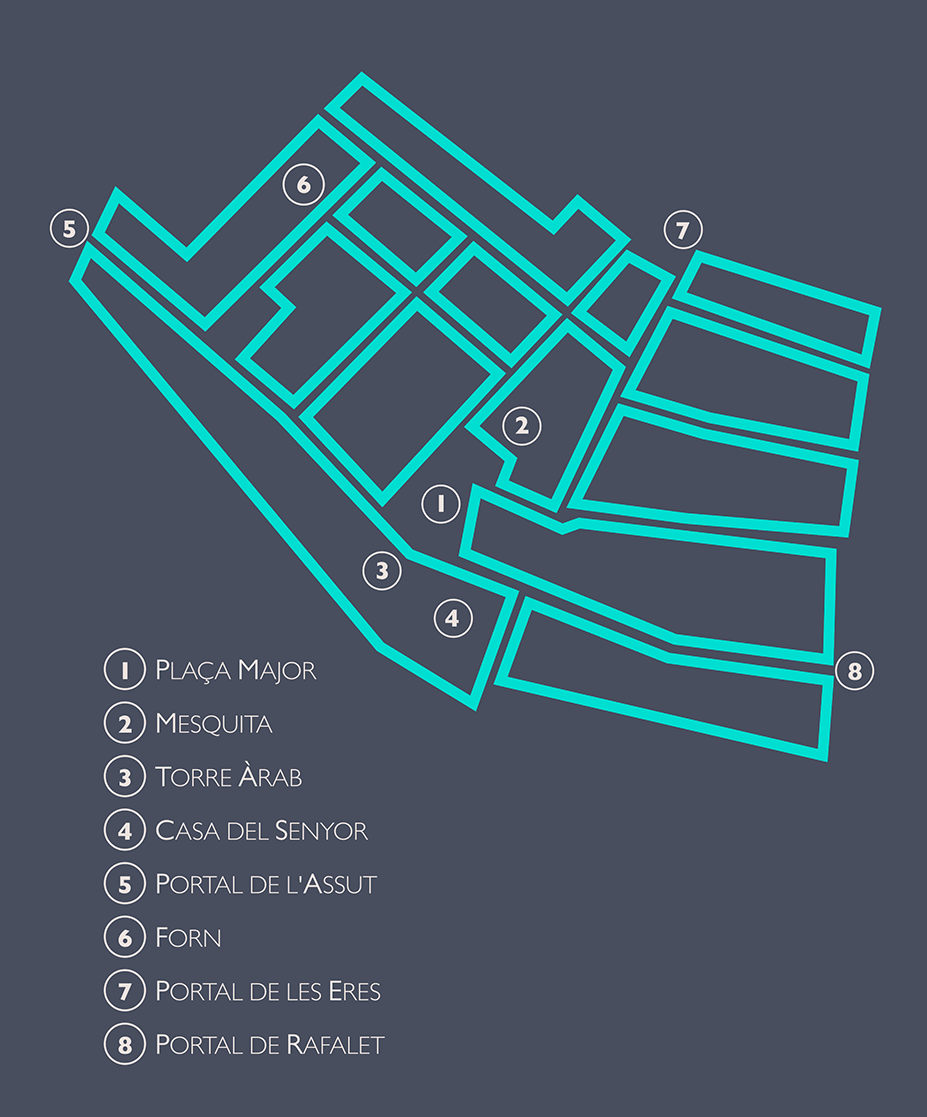 6
5
7
2
1
3
4
8
1 PLAÇA MAJOR
2 MESQUITA
3 TORRE ÀRAB
4 CASA DEL SENYOR
5 PORTAL DE L'ASSUT
6 FORN
7 PORTAL DE LES ERES
8 PORTAL DE RAFALET